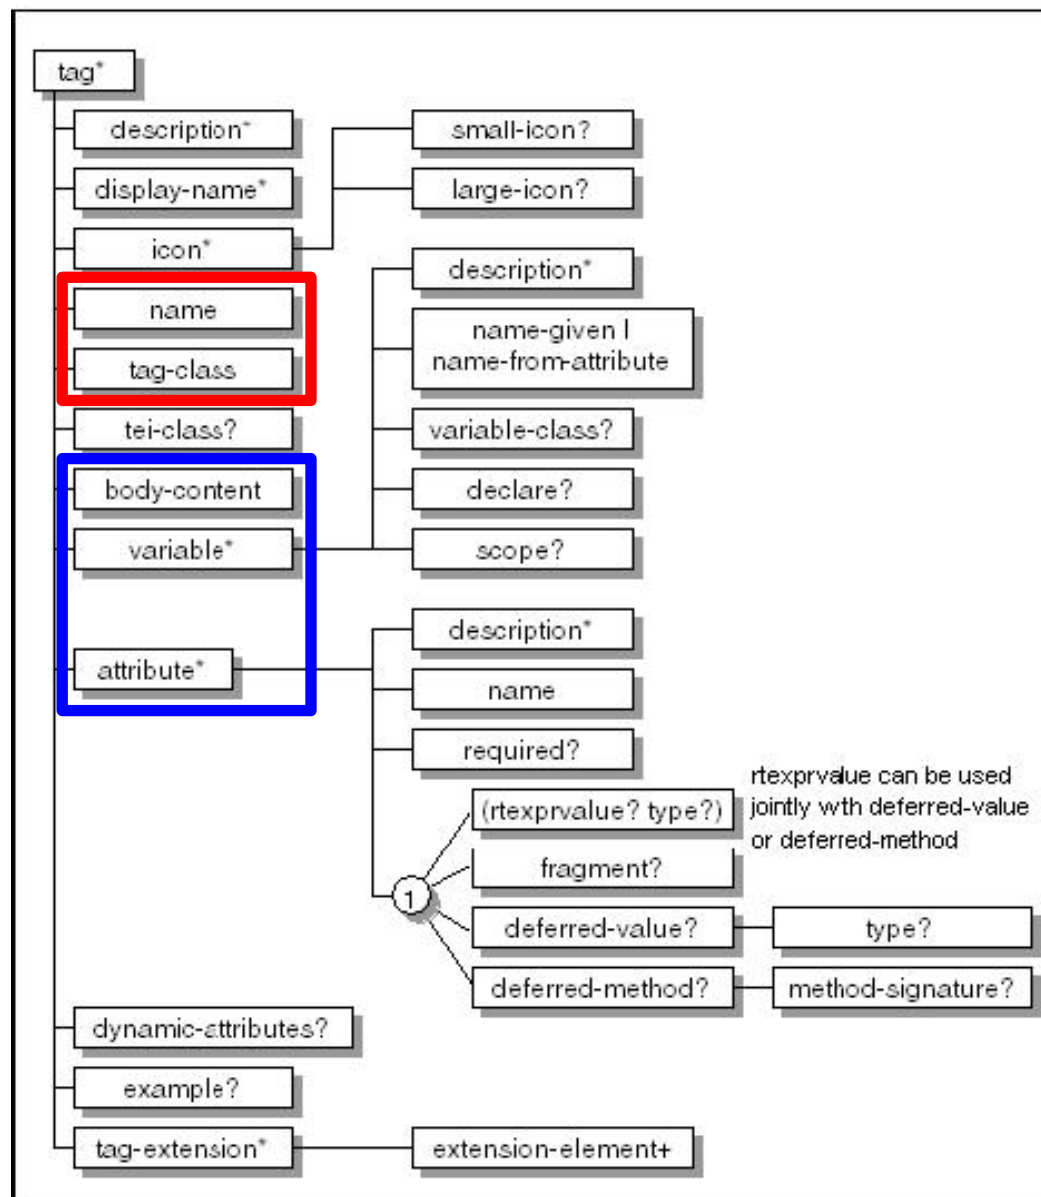 tag*
description*
small-icon?
display-name*
large-icon?
icon*
description*
name
name-given |
name-from-attribute
tag-class
tei-class?
variable-class?
body-content
declare?
variable*
scope?
description*
attribute*
name
required?
(rtexprvalue? type?)
rtexprvalue can be used
jointly wth deferred-value
or deferred-method
fragment?
1
deferred-value?
type?
deferred-method?
method-signature?
dynamic-attributes?
example?
tag-extension*
extension-element+